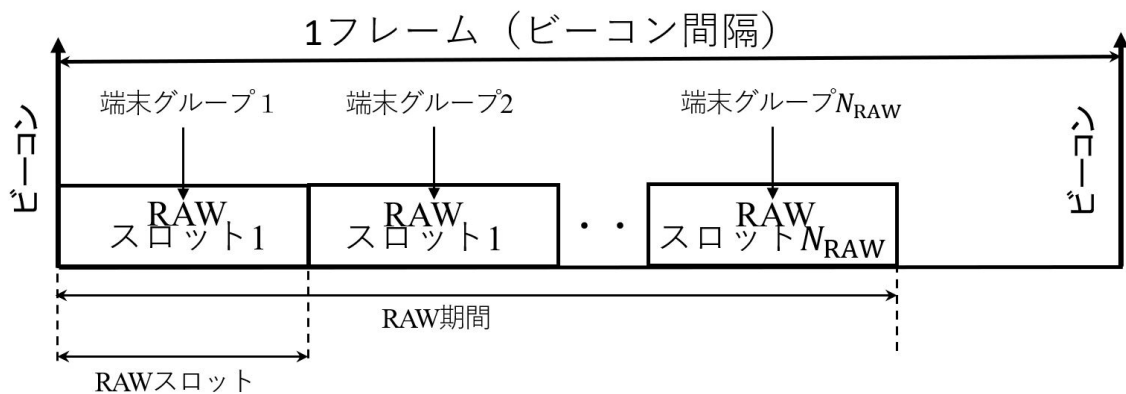 1フレーム（ビーコン間隔）
ビーコン
端末グループ1
端末グループ2
端末グループN_RAW
ビーコン
RAW
スロット1
RAW
スロット1
・・
RAW
スロットN_RAW
RAW期間
RAWスロット